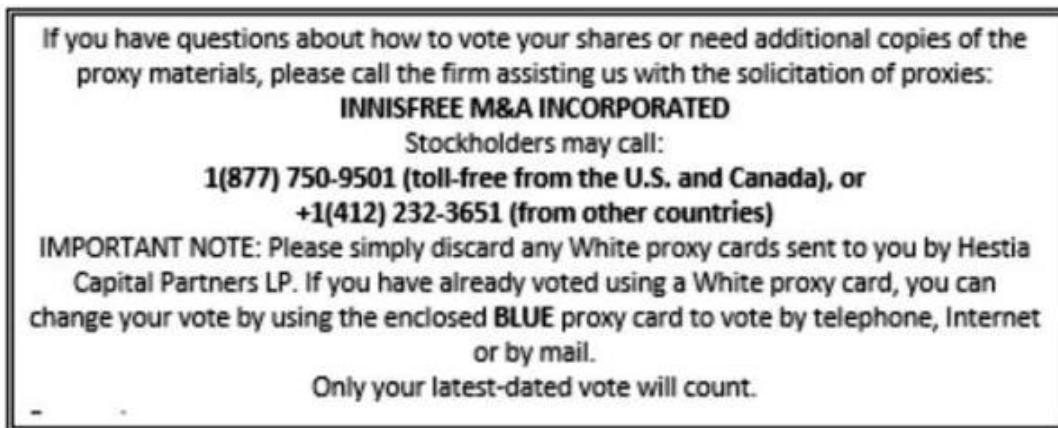 If you have questions about how to vote your shares or need additional copies of the
proxy materials, please call the firm assisting us with the solicitation of proxies:
INNISFREE M&A INCORPORATED
Stockholders may call:
1(877) 750-9501 (toll-free from the U.S. and Canada), or
+1(412) 232-3651 (from other countries)
IMPORTANT NOTE: Please simply discard any White proxy cards sent to you by Hestia
Capital Partners LP. If you have already voted using a White proxy card, you can
change your vote by using the enclosed BLUE proxy card to vote by telephone, Internet
or by mail.
Only your latest-dated vote will count.